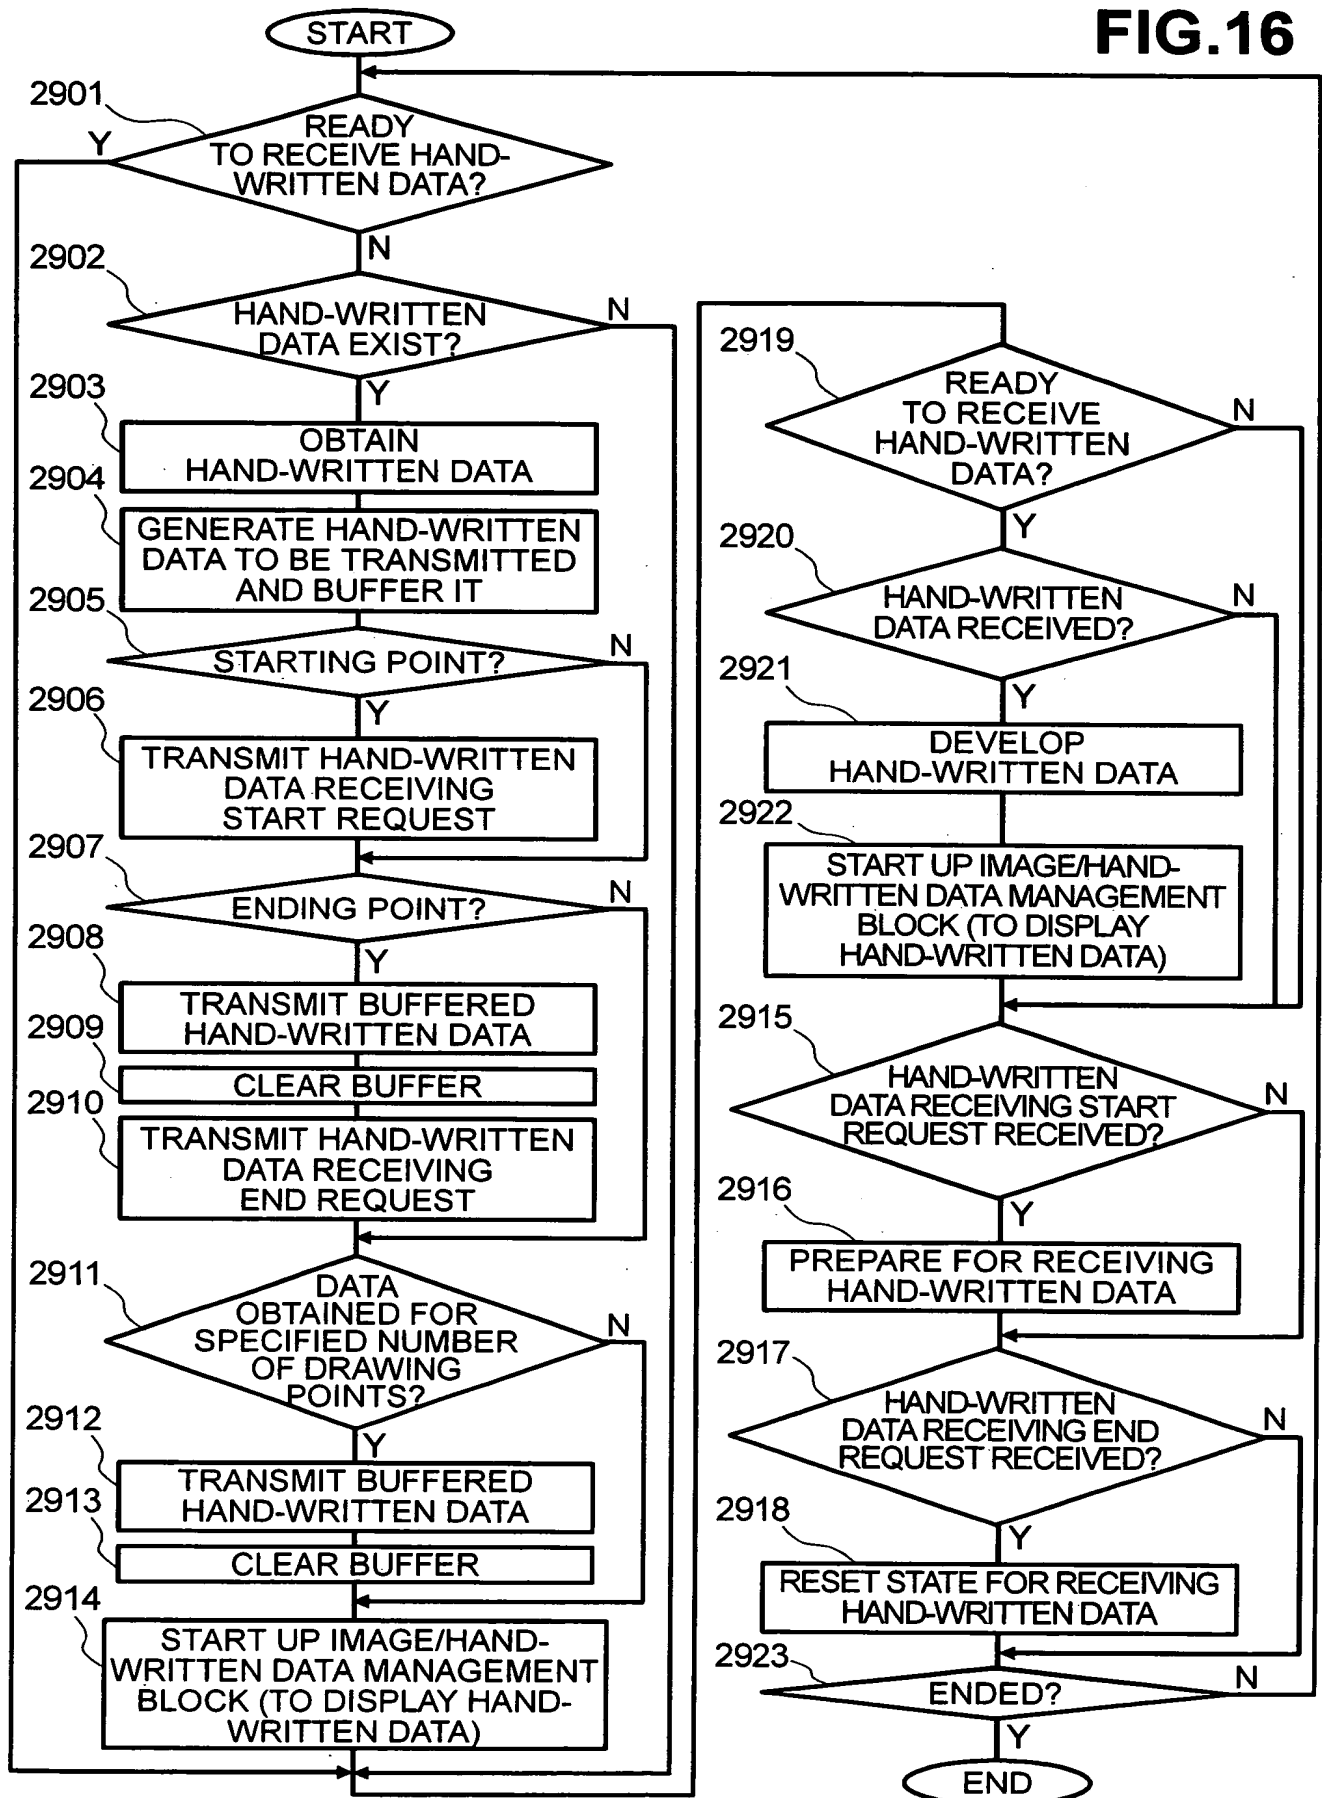 FIG.16
START
2901
READY
TO RECEIVE HAND-
WRITTEN DATA?
Y
N
2902
HAND-WRITTEN
DATA EXIST?
N
Y
2903
OBTAIN
HAND-WRITTEN DATA
2904
GENERATE HAND-WRITTEN
DATA TO BE TRANSMITTED
AND BUFFER IT
2905
STARTING POINT?
N
Y
2906
TRANSMIT HAND-WRITTEN
DATA RECEIVING
START REQUEST
2907
ENDING POINT?
N
Y
2908
TRANSMIT BUFFERED
HAND-WRITTEN DATA
2909
CLEAR BUFFER
2910
TRANSMIT HAND-WRITTEN
DATA RECEIVING
END REQUEST
2911
DATA
OBTAINED FOR
SPECIFIED NUMBER
OF DRAWING
POINTS?
N
Y
2912
TRANSMIT BUFFERED
HAND-WRITTEN DATA
2913
CLEAR BUFFER
2914
START UP IMAGE/HAND-
WRITTEN DATA MANAGEMENT
BLOCK (TO DISPLAY HAND-
WRITTEN DATA)
2919
READY
TO RECEIVE
HAND-WRITTEN
DATA?
N
Y
2920
HAND-WRITTEN
DATA RECEIVED?
N
Y
2921
DEVELOP
HAND-WRITTEN DATA
2922
START UP IMAGE/HAND-
WRITTEN DATA MANAGEMENT
BLOCK (TO DISPLAY
HAND-WRITTEN DATA)
2915
HAND-WRITTEN
DATA RECEIVING START
REQUEST RECEIVED?
N
Y
2916
PREPARE FOR RECEIVING
HAND-WRITTEN DATA
2917
HAND-WRITTEN
DATA RECEIVING END
REQUEST RECEIVED?
N
Y
2918
RESET STATE FOR RECEIVING
HAND-WRITTEN DATA
2923
ENDED?
N
Y
END